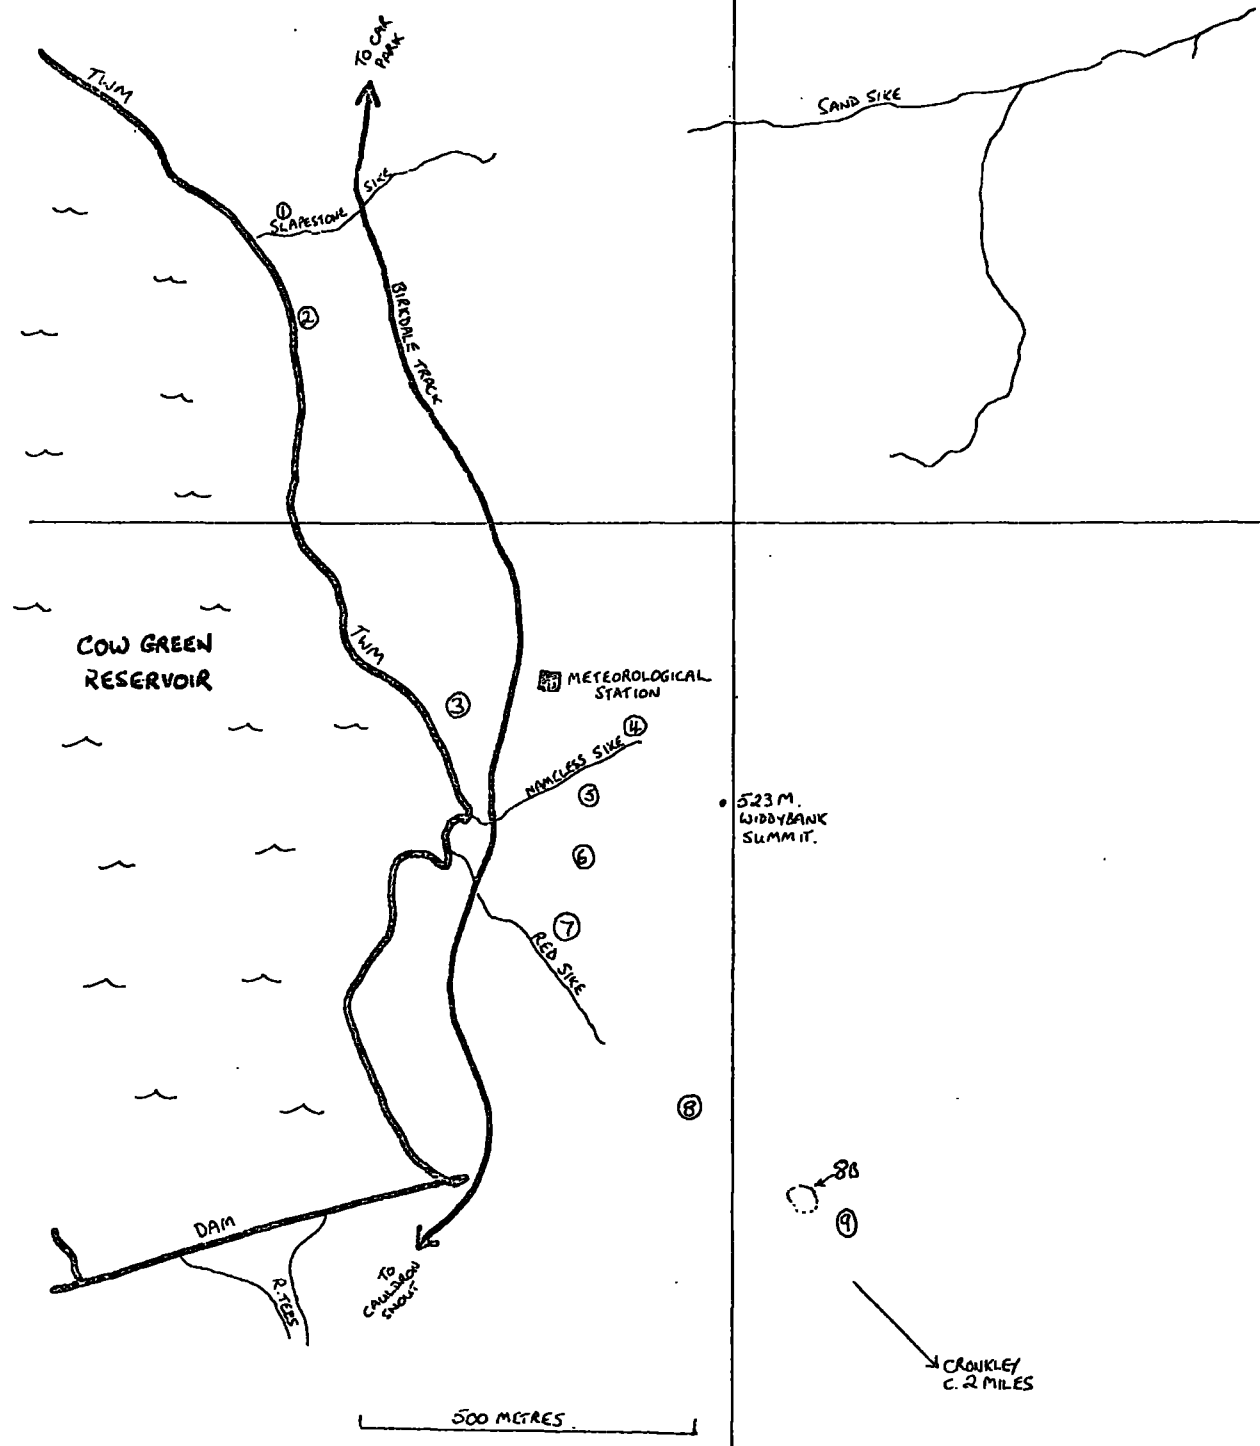 TO CAR
PARK
TWM
SAND SIKE
①
SLAPESTONE SIKE
②
BIRKDALE TRACK
COW GREEN
RESERVOIR
TWM
METEOROLOGICAL
STATION
③
④
NAMELESS SIKE
⑤
523 M.
WIDDYBANK
SUMMIT.
⑥
⑦
RED SIKE
⑧
8B
⑨
DAM
R. TEES
TO
CAULDRON
SNOUT
CRONKLEY
C. 2 MILES
500 METRES